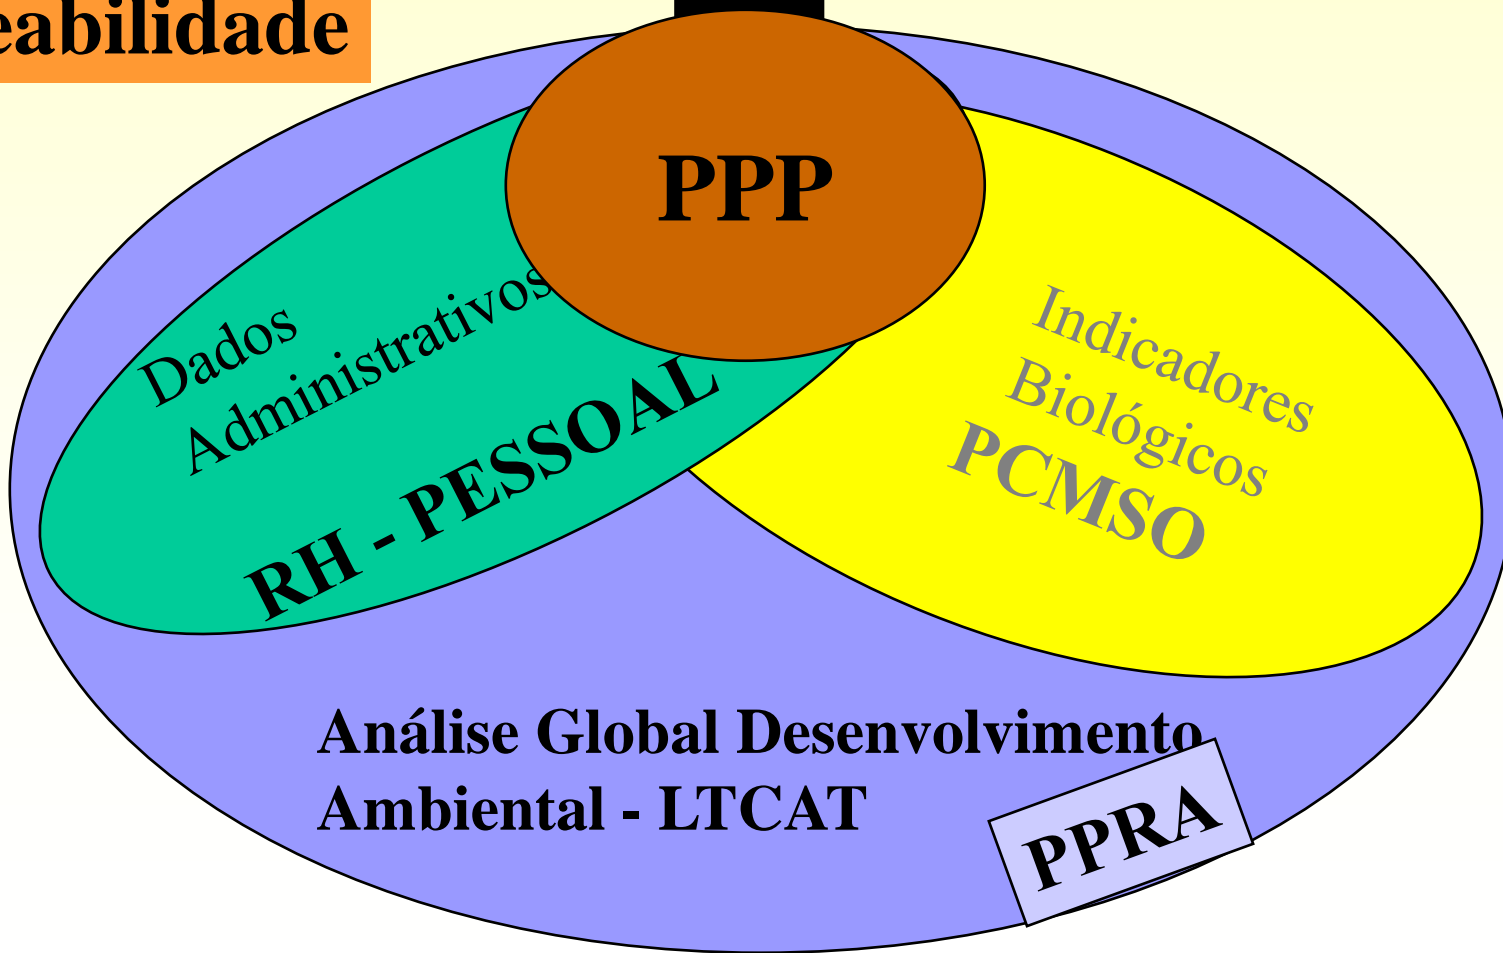 eabilidade
PPP
Dados
Administrativos
RH - PESSOAL
Indicadores
Biológicos
PCMSO
Análise Global Desenvolvimento
Ambiental - LTCAT
PPRA